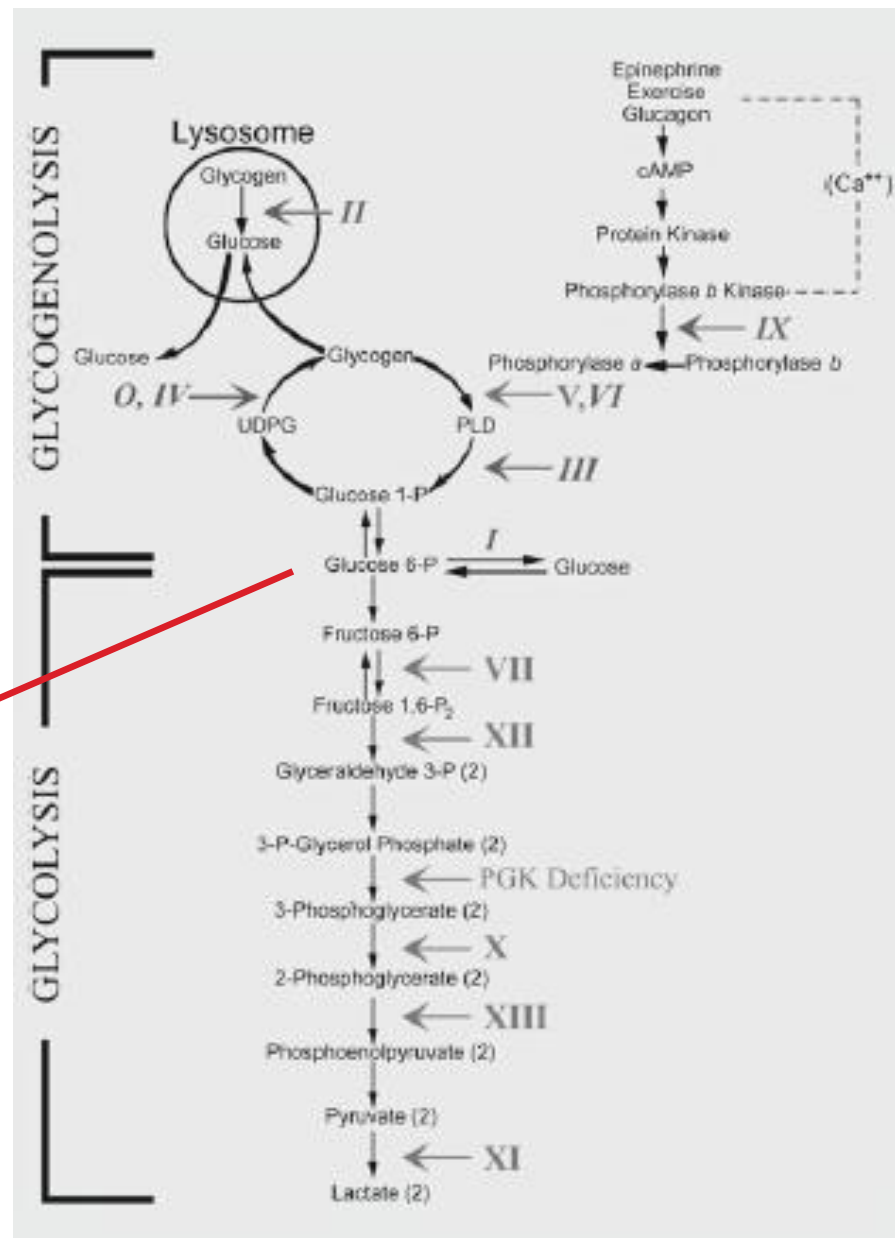 GLYCOGENOLYSIS
Epinephrine
Exercise
Glucagon
cAMP
Protein Kinase
Phosphorylase b Kinase
(Ca++)
IX
Phosphorylase a
Phosphorylase b
Lysosome
Glycogen
II
Glucose
Glucose
Glycogen
O, IV
V,VI
UDPG
PLD
III
Glucose 1-P
I
Glucose 6-P
Glucose
GLYCOLYSIS
Fructose 6-P
VII
Fructose 1,6-P2
XII
Glyceraldehyde 3-P (2)
3-P-Glycerol Phosphate (2)
PGK Deficiency
3-Phosphoglycerate (2)
X
2-Phosphoglycerate (2)
XIII
Phosphoenolpyruvate (2)
Pyruvate (2)
XI
Lactate (2)